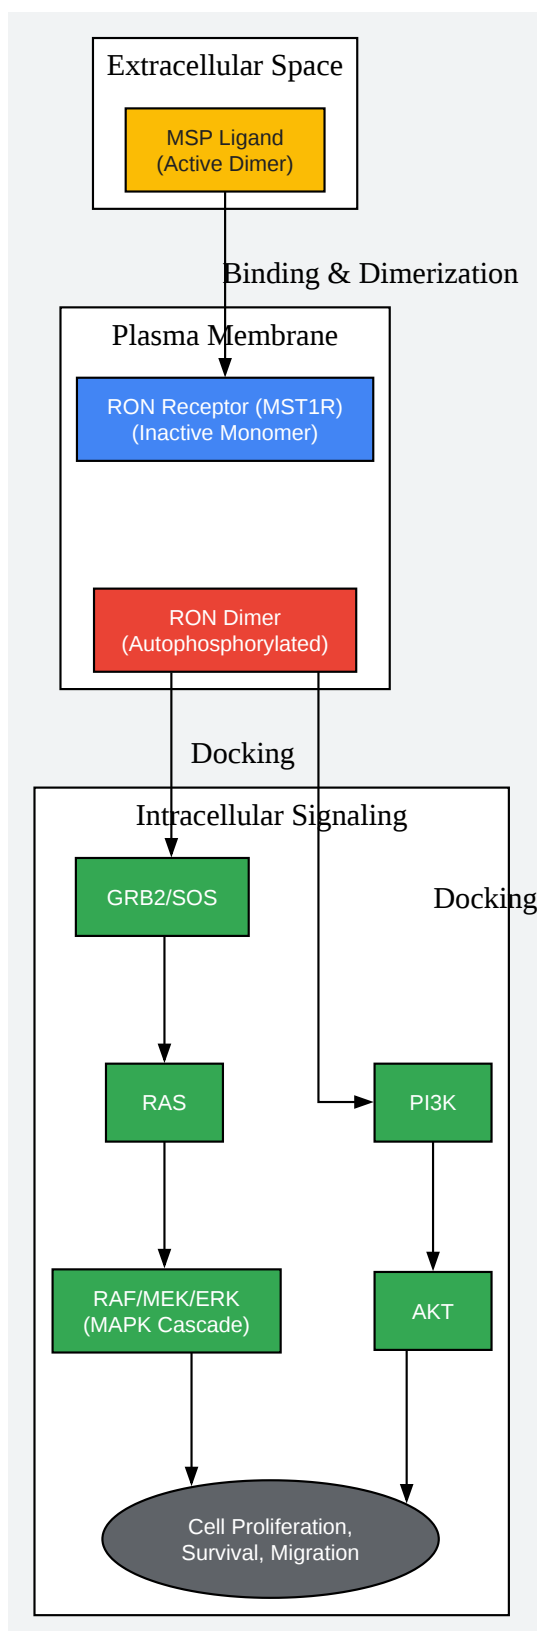 Extracellular Space
MSP Ligand
(Active Dimer)
Binding & Dimerization
Plasma Membrane
RON Receptor (MST1R)
(Inactive Monomer)
RON Dimer
(Autophosphorylated)
Docking
Intracellular Signaling
GRB2/SOS
Docking
RAS
PI3K
RAF/MEK/ERK
(MAPK Cascade)
AKT
Cell Proliferation,
Survival, Migration